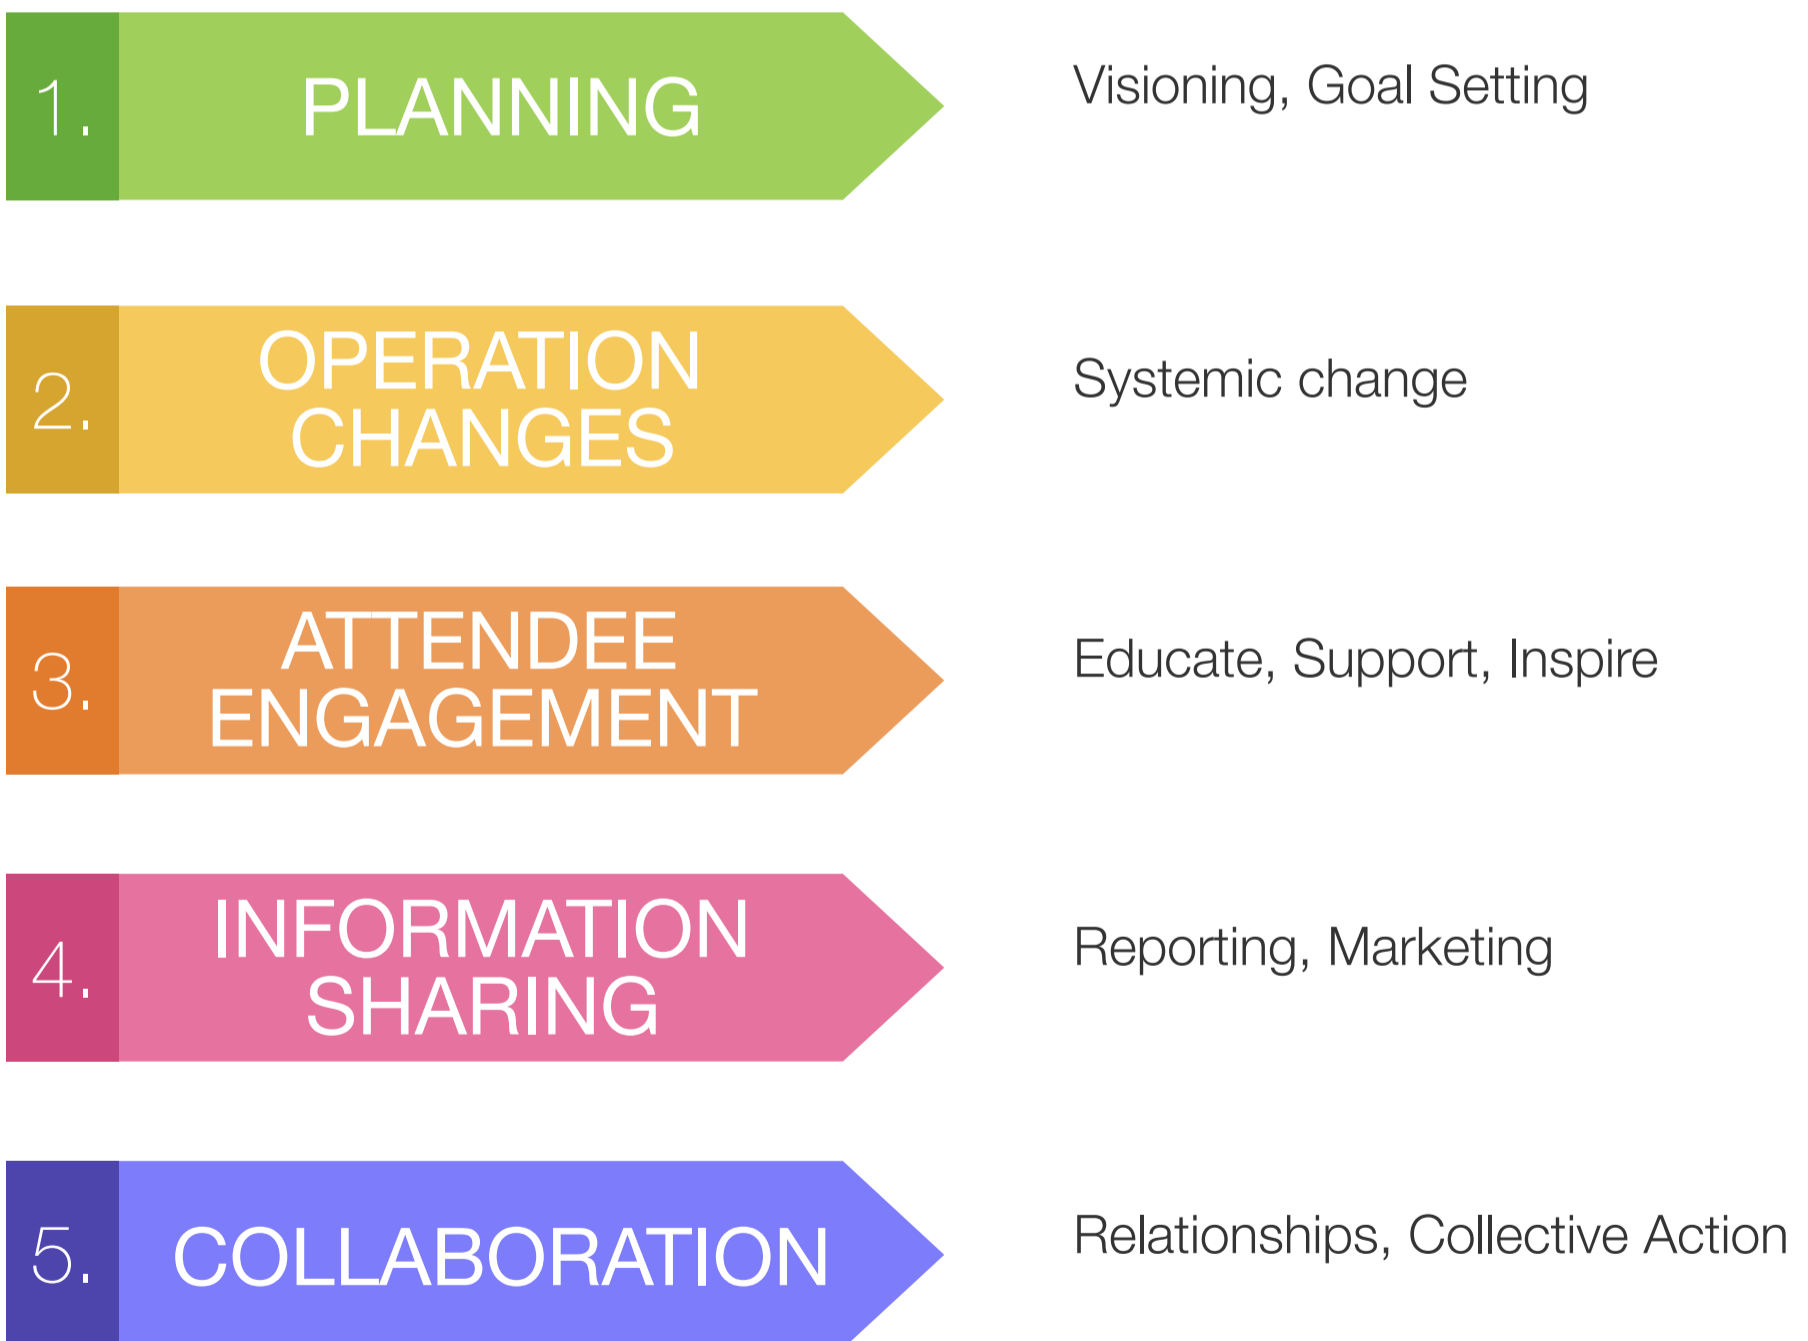 1.
PLANNING
Visioning, Goal Setting
2.
OPERATION
CHANGES
Systemic change
3.
ATTENDEE
ENGAGEMENT
Educate, Support, Inspire
4.
INFORMATION
SHARING
Reporting, Marketing
5.
COLLABORATION
Relationships, Collective Action